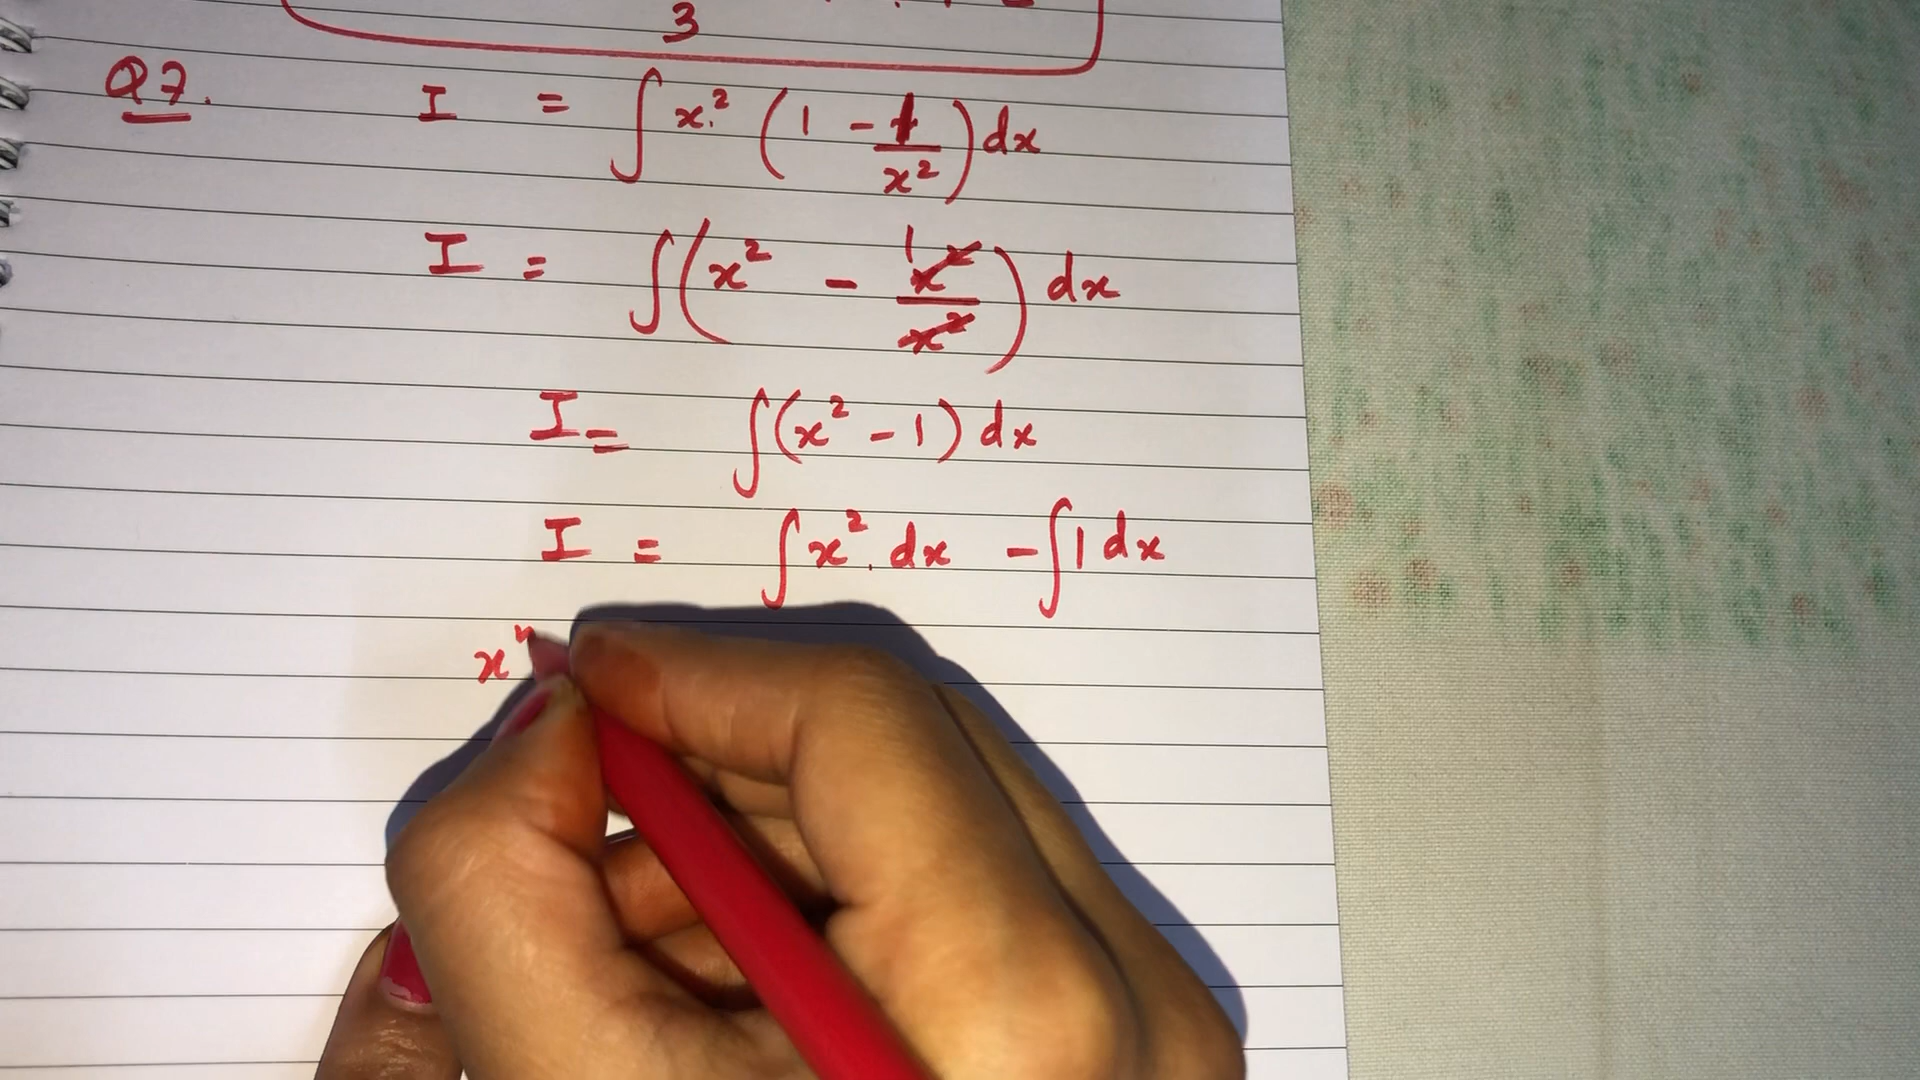 3
Q7. I = ∫ x² (1 - 1/x²) dx
I = ∫ (x² - x²/x²) dx
1
I = ∫ (x² - 1) dx
I = ∫ x². dx - ∫ 1 dx
xⁿ